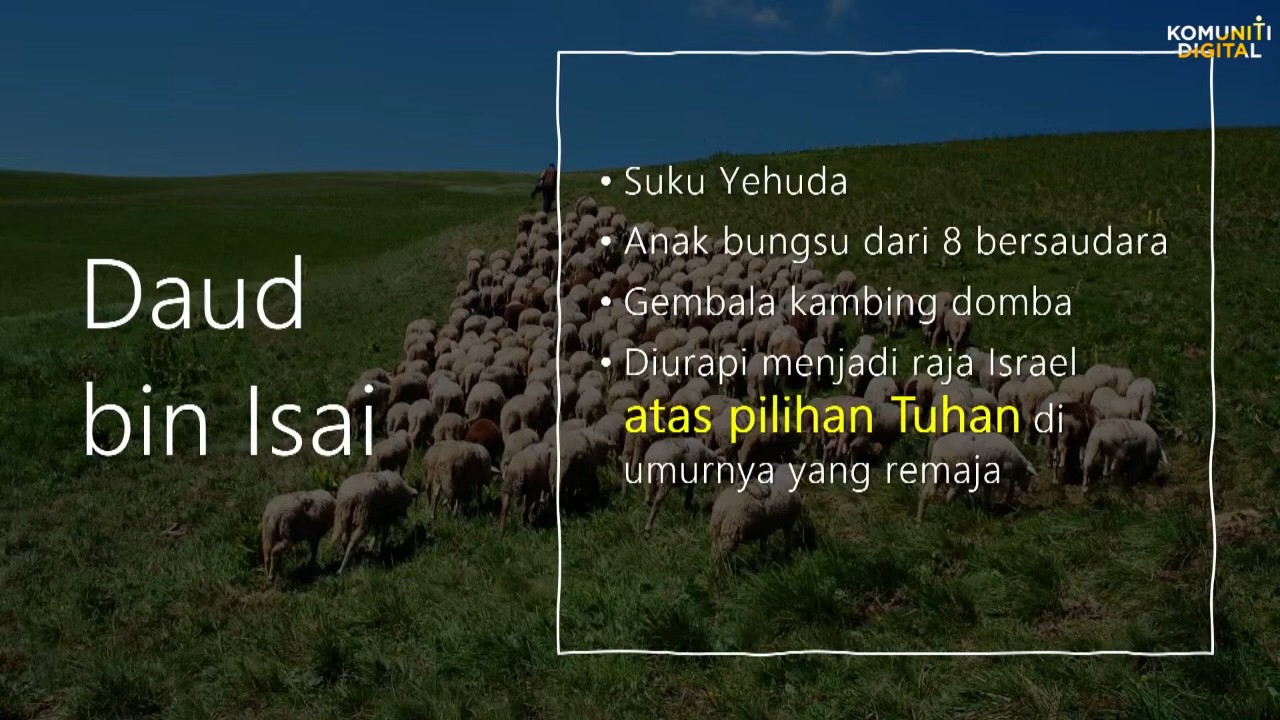 KOMUNITI
DIGITAL
Daud
bin Isai
• Suku Yehuda
• Anak bungsu dari 8 bersaudara
• Gembala kambing domba
• Diurapi menjadi raja Israel
atas pilihan Tuhan di
umurnya yang remaja